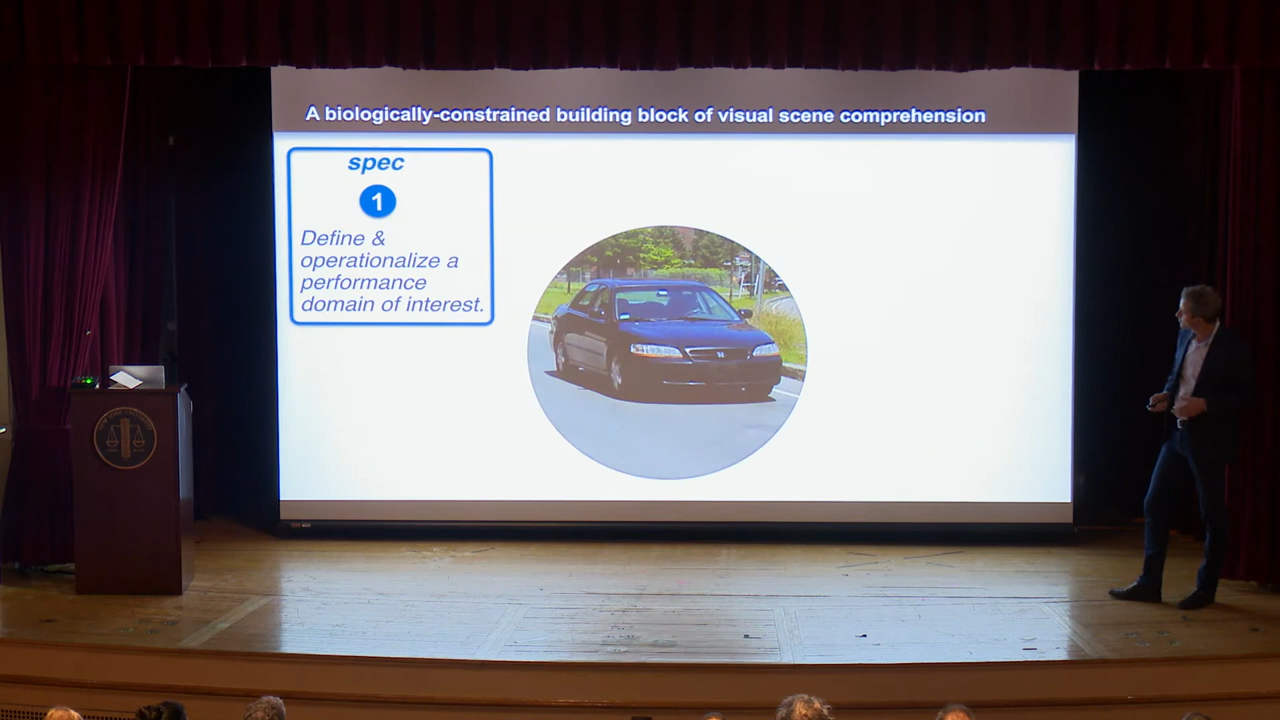 A biologically-constrained building block of visual scene comprehension
spec
1
Define &
operationalize a
performance
domain of interest.